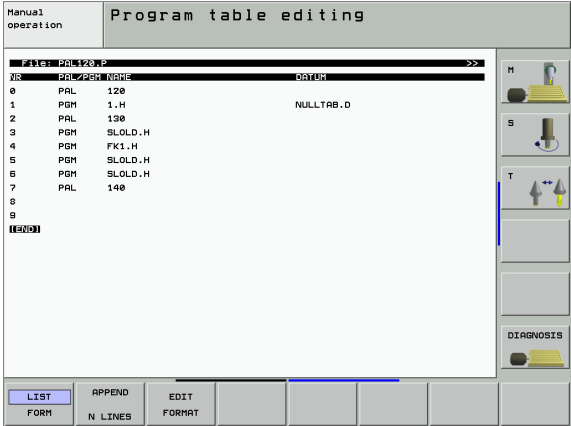 Manual
operation
Program table editing
File: PAL120.P >>
NR PAL/PGM NAME DATUM
0 PAL 120
1 PGM 1.H NULLTAB.D
2 PAL 130
3 PGM SLOLD.H
4 PGM FK1.H
5 PGM SLOLD.H
6 PGM SLOLD.H
7 PAL 140
8
9
[END]
M
S
T
DIAGNOSIS
LIST
FORM
APPEND
N LINES
EDIT
FORMAT